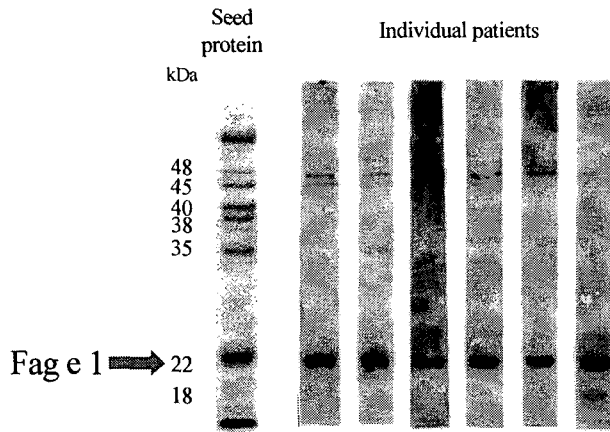 Seed
protein
Individual patients
kDa
48
45
40
38
35
Fag e 1
22
18